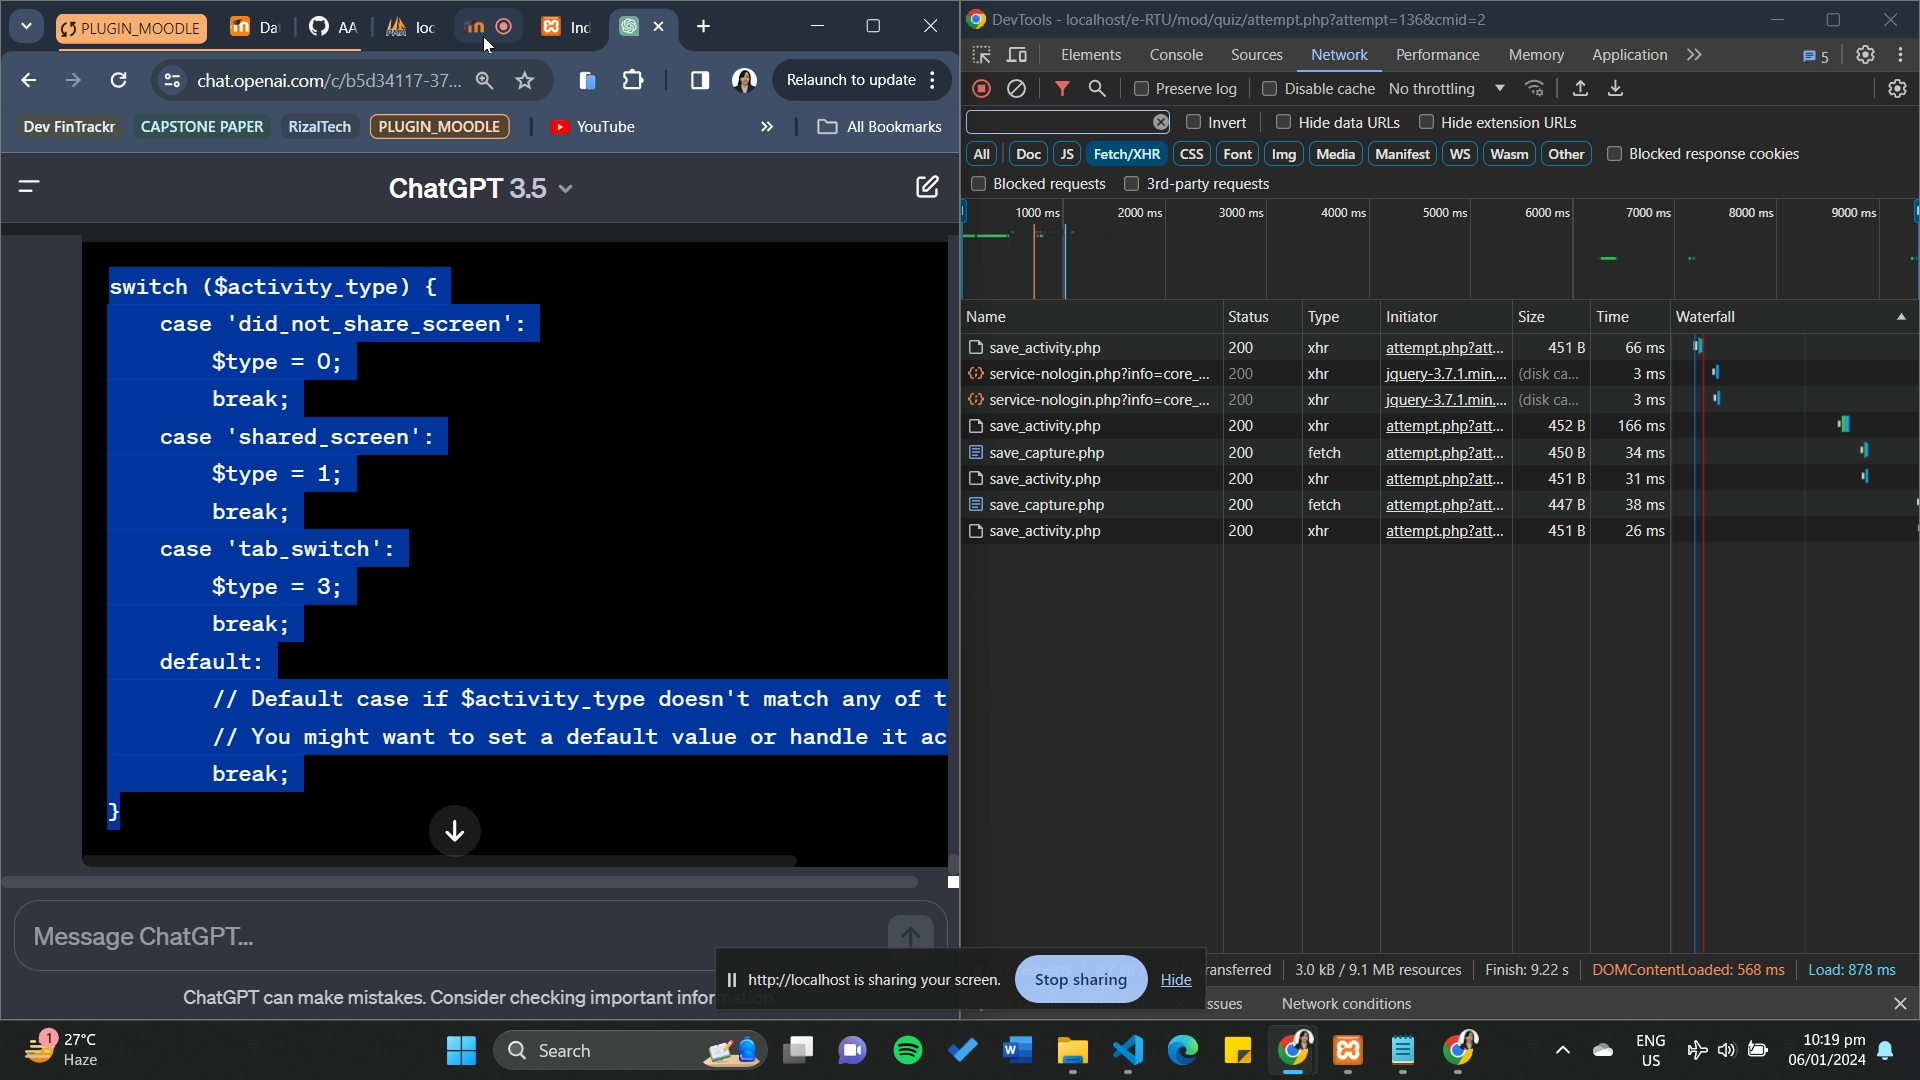 PLUGIN_MOODLE
Da
AA
loc
Ind
chat.openai.com/c/b5d34117-37...
Relaunch to update
Dev FinTrackr
CAPSTONE PAPER
RizalTech
PLUGIN_MOODLE
YouTube
»
All Bookmarks
ChatGPT 3.5
switch ($activity_type) {
case 'did_not_share_screen':
$type = 0;
break;
case 'shared_screen':
$type = 1;
break;
case 'tab_switch':
$type = 3;
break;
default:
// Default case if $activity_type doesn't match any of t
// You might want to set a default value or handle it ac
break;
}
Message ChatGPT...
ChatGPT can make mistakes. Consider checking important infor
DevTools - localhost/e-RTU/mod/quiz/attempt.php?attempt=136&cmid=2
Elements Console Sources Network Performance Memory Application » 5
Preserve log Disable cache No throttling
Invert Hide data URLs Hide extension URLs
All Doc JS Fetch/XHR CSS Font Img Media Manifest WS Wasm Other Blocked response cookies
Blocked requests 3rd-party requests
1000 ms 2000 ms 3000 ms 4000 ms 5000 ms 6000 ms 7000 ms 8000 ms 9000 ms
Name Status Type Initiator Size Time Waterfall
save_activity.php 200 xhr attempt.php?att... 451 B 66 ms
service-nologin.php?info=core_... 200 xhr jquery-3.7.1.min.... (disk ca... 3 ms
service-nologin.php?info=core_... 200 xhr jquery-3.7.1.min.... (disk ca... 3 ms
save_activity.php 200 xhr attempt.php?att... 452 B 166 ms
save_capture.php 200 fetch attempt.php?att... 450 B 34 ms
save_activity.php 200 xhr attempt.php?att... 451 B 31 ms
save_capture.php 200 fetch attempt.php?att... 447 B 38 ms
save_activity.php 200 xhr attempt.php?att... 451 B 26 ms
ansferred 3.0 kB / 9.1 MB resources Finish: 9.22 s DOMContentLoaded: 568 ms Load: 878 ms
ssues Network conditions
http://localhost is sharing your screen. Stop sharing Hide
1
27°C
Haze
Search
ENG
US
10:19 pm
06/01/2024